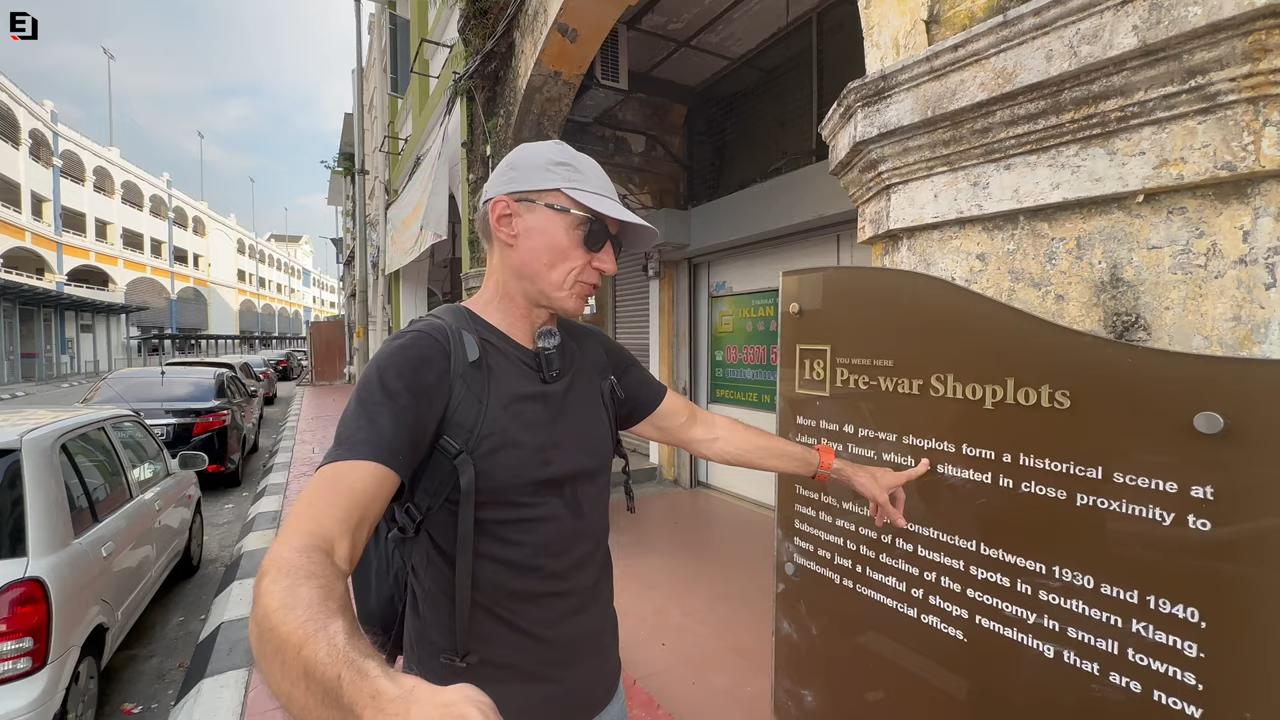 EJ
IKLAN
03-3371 5
SPECIALIZE IN S
18
YOU WERE HERE
Pre-war Shoplots
More than 40 pre-war shoplots form a historical scene at
Jalan Raya Timur, which situated in close proximity to
These lots, which constructed between 1930 and 1940,
made the area one of the busiest spots in southern Klang.
Subsequent to the decline of the economy in small towns,
there are just a handful of shops remaining that are now
functioning as commercial offices.